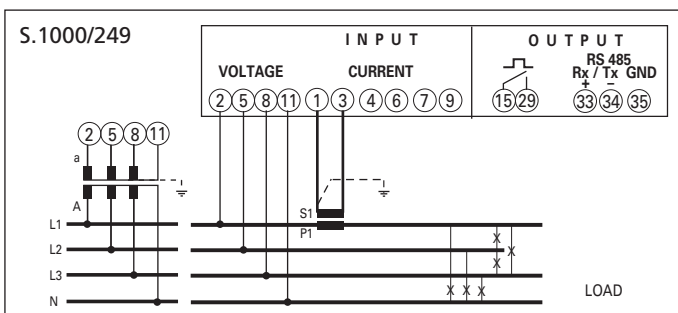 S.1000/249
INPUT
OUTPUT
VOLTAGE
CURRENT
RS 485
Rx / Tx GND
+ −
2 5 8 11 1 3 4 6 7 9 15 29 33 34 35
2 5 8 11
a
A
S1
P1
L1
L2
L3
N
X
X
X
X X X
LOAD